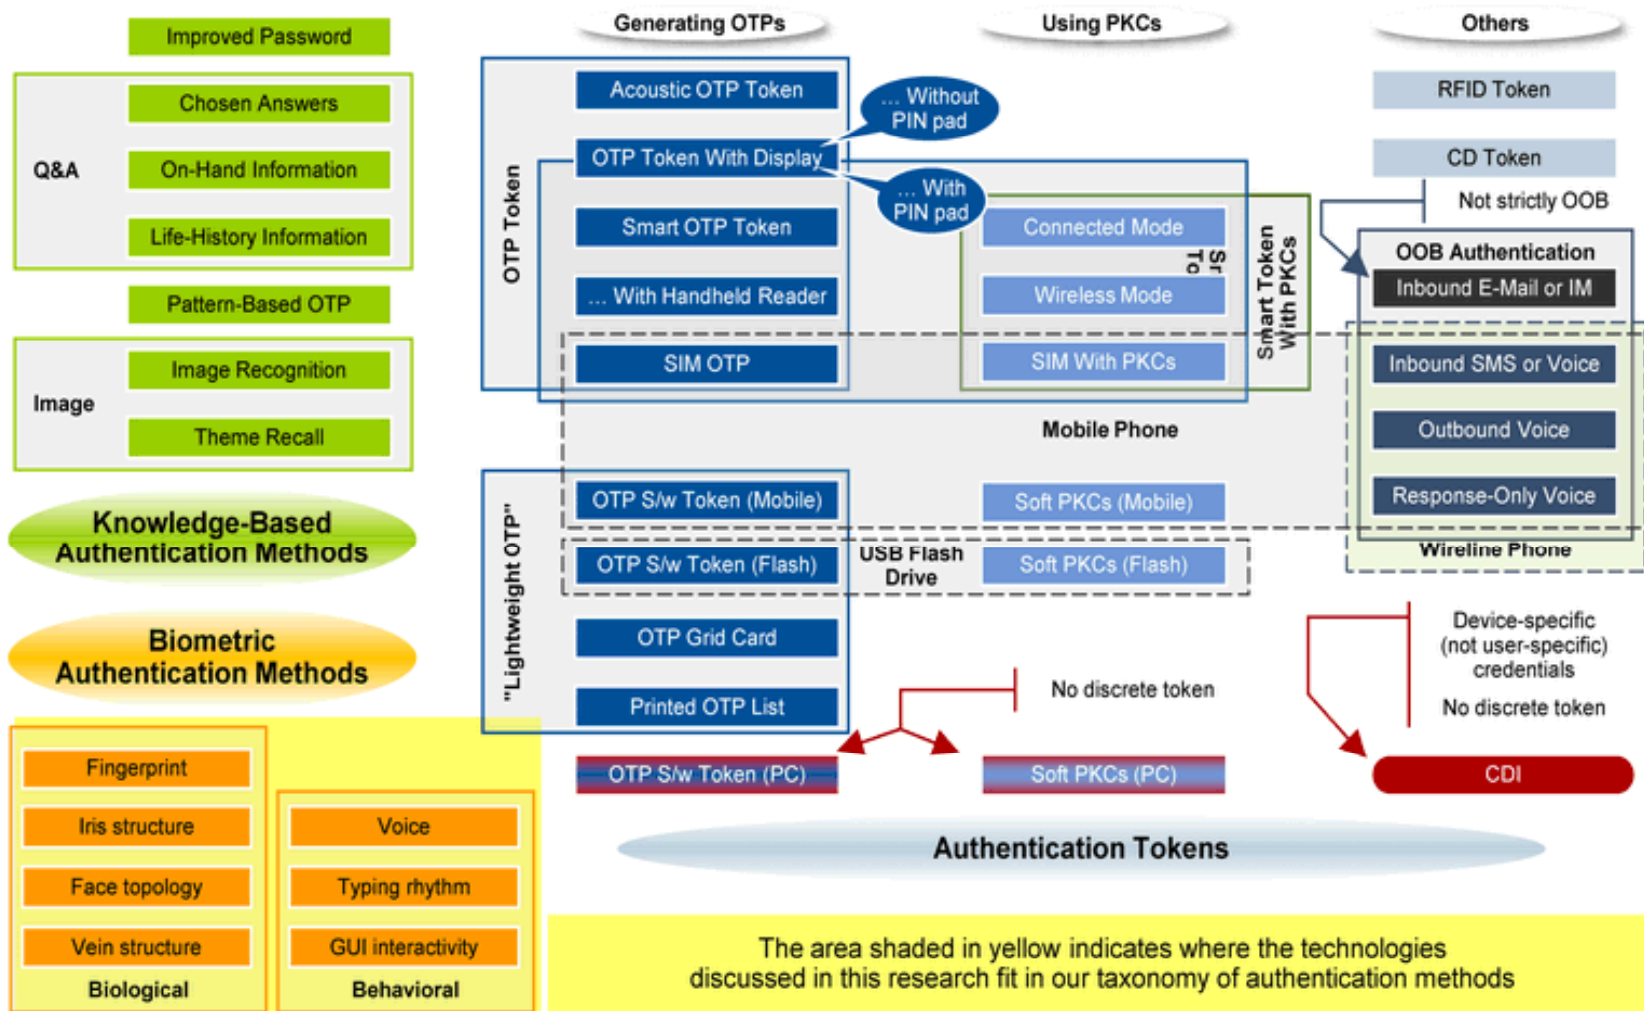 Improved Password
Q&A
Chosen Answers
On-Hand Information
Life-History Information
Pattern-Based OTP
Image
Image Recognition
Theme Recall
Knowledge-Based
Authentication Methods
Biometric
Authentication Methods
Fingerprint
Iris structure
Face topology
Vein structure
Biological
Voice
Typing rhythm
GUI interactivity
Behavioral
Generating OTPs
OTP Token
Acoustic OTP Token
OTP Token With Display
... Without
PIN pad
... With
PIN pad
Smart OTP Token
... With Handheld Reader
SIM OTP
"Lightweight OTP"
OTP S/w Token (Mobile)
OTP S/w Token (Flash)
OTP Grid Card
Printed OTP List
OTP S/w Token (PC)
Using PKCs
Connected Mode
Wireless Mode
SIM With PKCs
Smart Token
With PKCs
Mobile Phone
Soft PKCs (Mobile)
USB Flash
Drive
Soft PKCs (Flash)
No discrete token
Soft PKCs (PC)
Others
RFID Token
CD Token
Not strictly OOB
OOB Authentication
Inbound E-Mail or IM
Inbound SMS or Voice
Outbound Voice
Response-Only Voice
Wireline Phone
Device-specific
(not user-specific)
credentials
No discrete token
CDI
Authentication Tokens
The area shaded in yellow indicates where the technologies
discussed in this research fit in our taxonomy of authentication methods